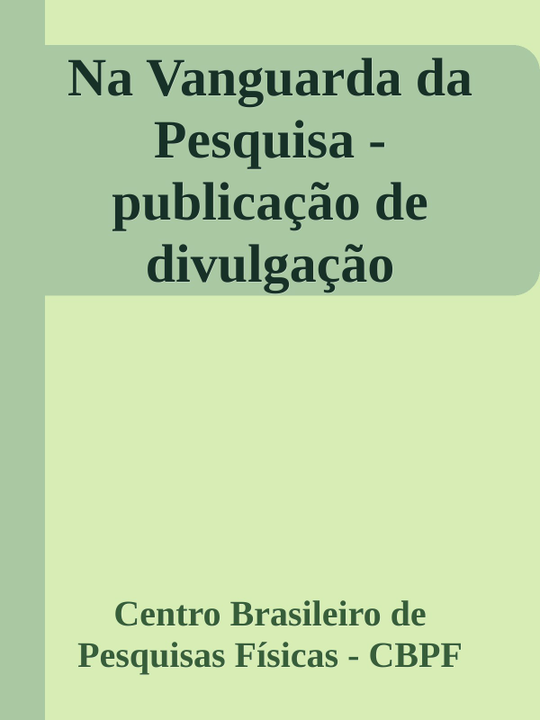 Na Vanguarda da
Pesquisa -
publicação de
divulgação
Centro Brasileiro de
Pesquisas Físicas - CBPF